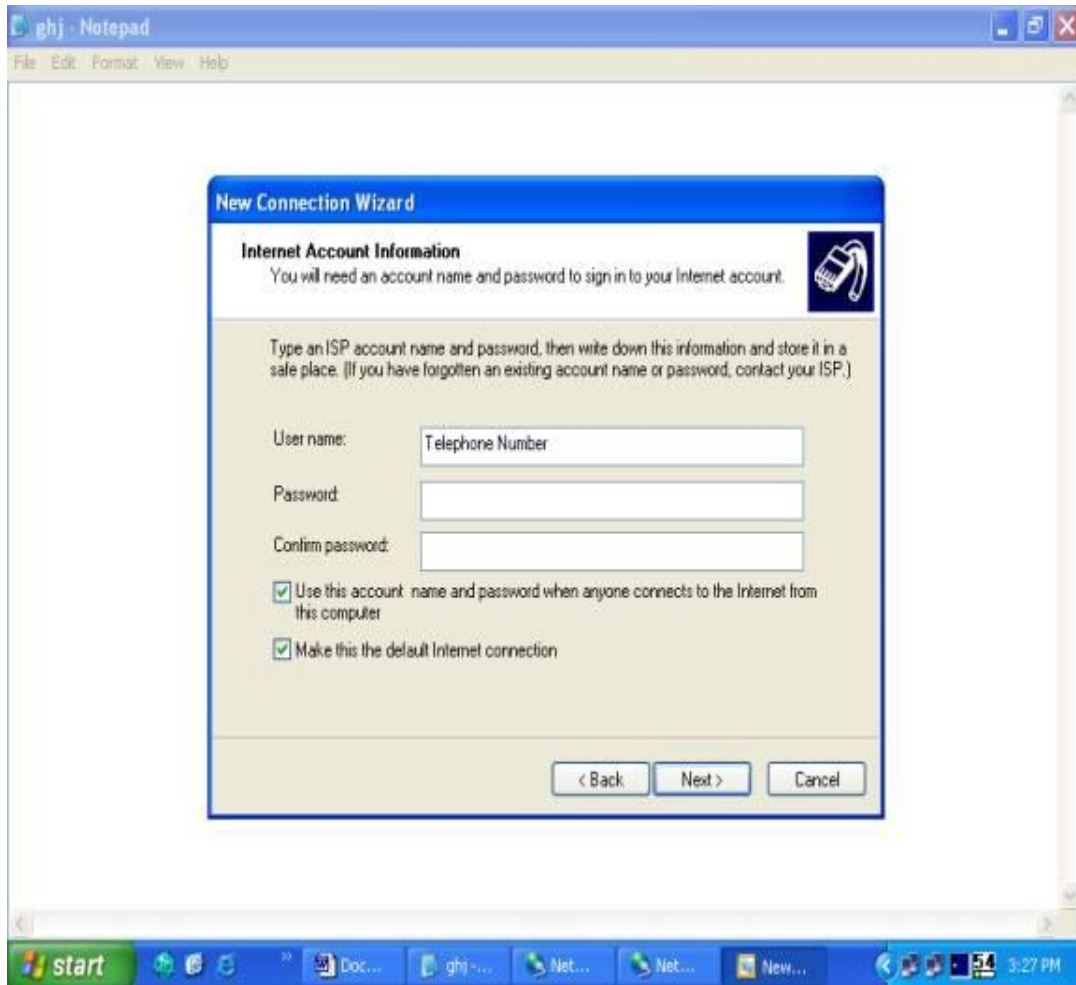 ghj - Notepad
File Edit Format View Help
New Connection Wizard
Internet Account Information
You will need an account name and password to sign in to your Internet account.
Type an ISP account name and password, then write down this information and store it in a
safe place. (If you have forgotten an existing account name or password, contact your ISP.)
User name:
Telephone Number
Password:
Confirm password:
Use this account name and password when anyone connects to the Internet from
this computer
Make this the default Internet connection
< Back
Next >
Cancel
start
Doc...
ghj -...
Net...
Net...
New...
54
3:27 PM